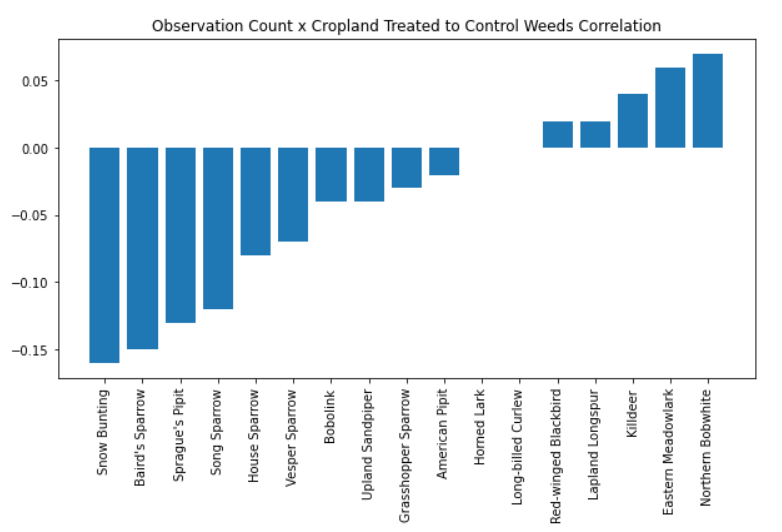 Observation Count x Cropland Treated to Control Weeds Correlation
0.05
0.00
−0.05
−0.10
−0.15
Snow Bunting
Baird's Sparrow
Sprague's Pipit
Song Sparrow
House Sparrow
Vesper Sparrow
Bobolink
Upland Sandpiper
Grasshopper Sparrow
American Pipit
Horned Lark
Long-billed Curlew
Red-winged Blackbird
Lapland Longspur
Killdeer
Eastern Meadowlark
Northern Bobwhite